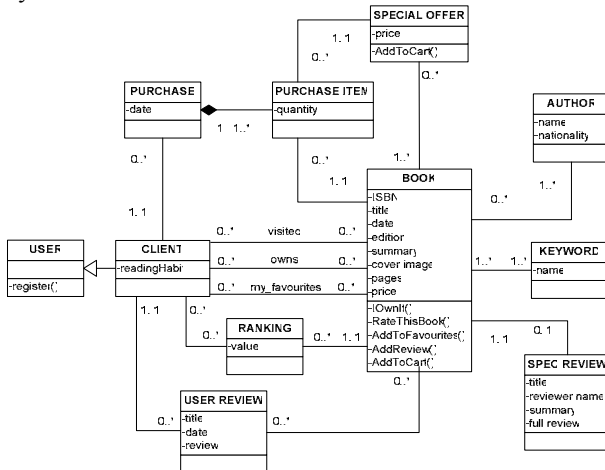 SPECIAL OFFER
-price
-AddToCart()
1..1
0..*
0..*
PURCHASE
-date
1
1..*
PURCHASE ITEM
-quantity
AUTHOR
-name
-nationality
0..*
0..*
1..1
1..*
1..*
0..*
1..1
BOOK
-ISBN
-title
-date
-edition
-summary
-cover image
-pages
-price
-IOwnIt()
-RateThisBook()
-AddToFavourites()
-AddReview()
-AddToCart()
USER
-register()
CLIENT
-readingHabit
0..*
visited
0..*
0..*
owns
0..*
0..*
my_favourites
0..*
1..*
1..*
KEYWORD
-name
1..1
0..*
0..*
RANKING
-value
0..*
1..1
1..1
0..1
SPEC REVIEW
-title
-reviewer name
-summary
-full review
0..*
USER REVIEW
-title
-date
-review
0..*
0..*